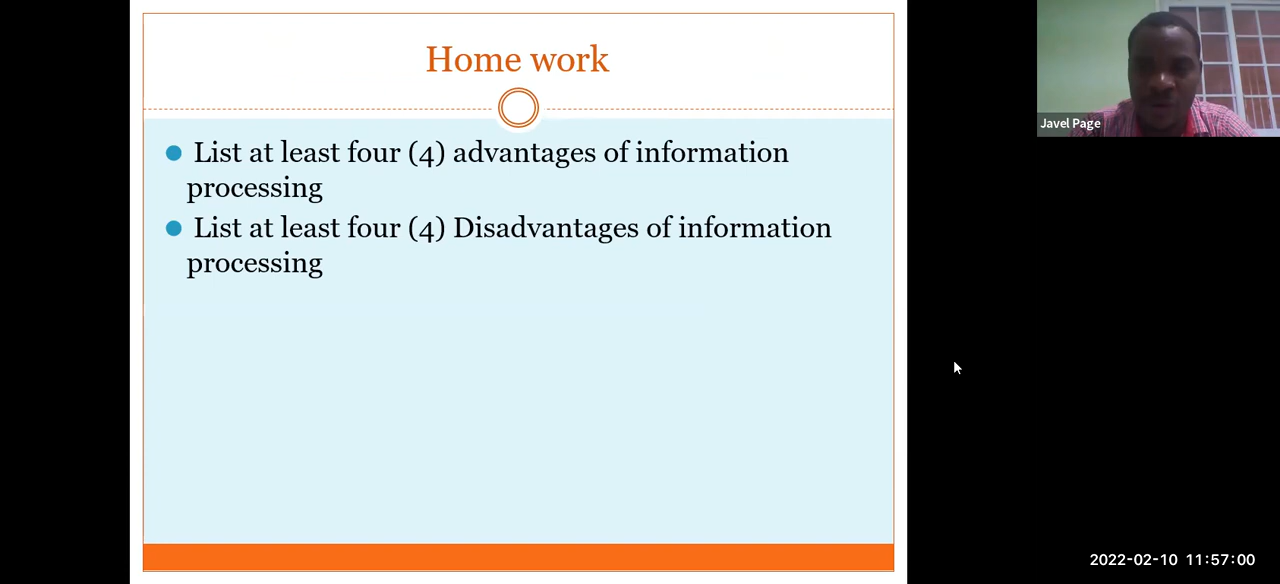 Home work
List at least four (4) advantages of information
processing
List at least four (4) Disadvantages of information
processing
Javel Page
2022-02-10 11:57:00